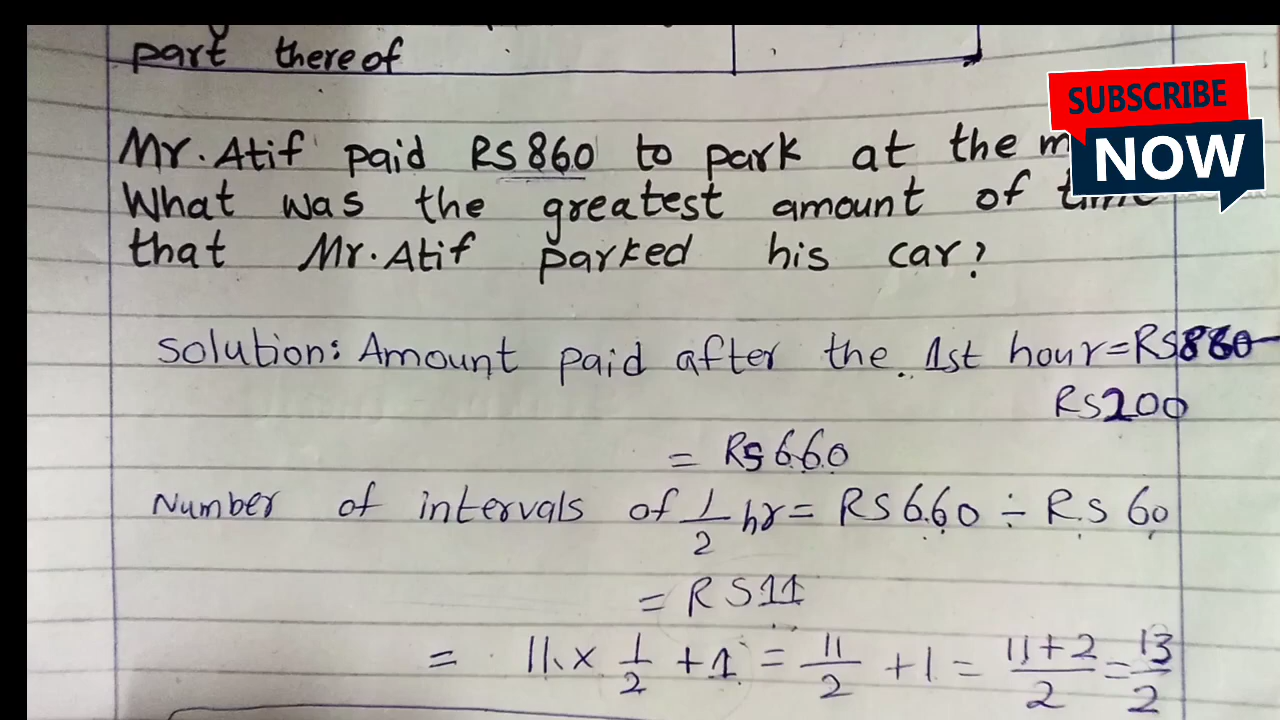 part thereof
Mr. Atif paid RS 860 to park at the m
What was the greatest amount of time
that Mr. Atif parked his car?
Solution: Amount paid after the 1st hour = RS 860 -
RS 200
= RS 660
Number of intervals of 1/2 hr = RS 660 ÷ RS 60
= RS 11
= 11 x 1/2 + 1 = 11/2 + 1 = 11+2/2 = 13/2
SUBSCRIBE
NOW